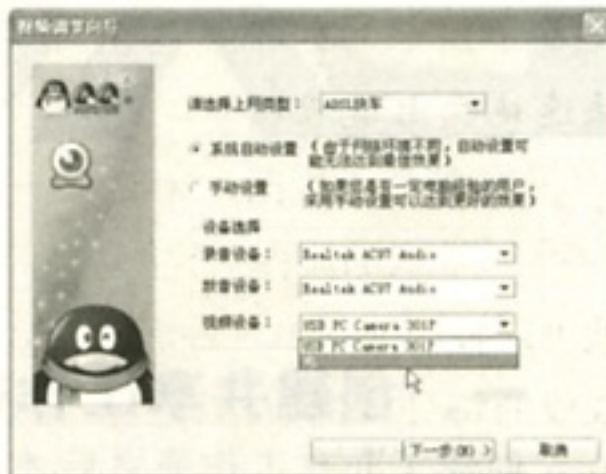 视频调节向导
请选择上网类型： ADSL快车
系统自动设置 （由于网络环境不同，自动设置可
能无法达到最佳效果）
手动设置 （如果您是有一定电脑经验的用户，
采用手动设置可以达到更好的效果）
设备选择
录音设备： Realtek AC97 Audio
放音设备： Realtek AC97 Audio
视频设备： USB PC Camera 301P
USB PC Camera 301P
下一步(N) > 取消